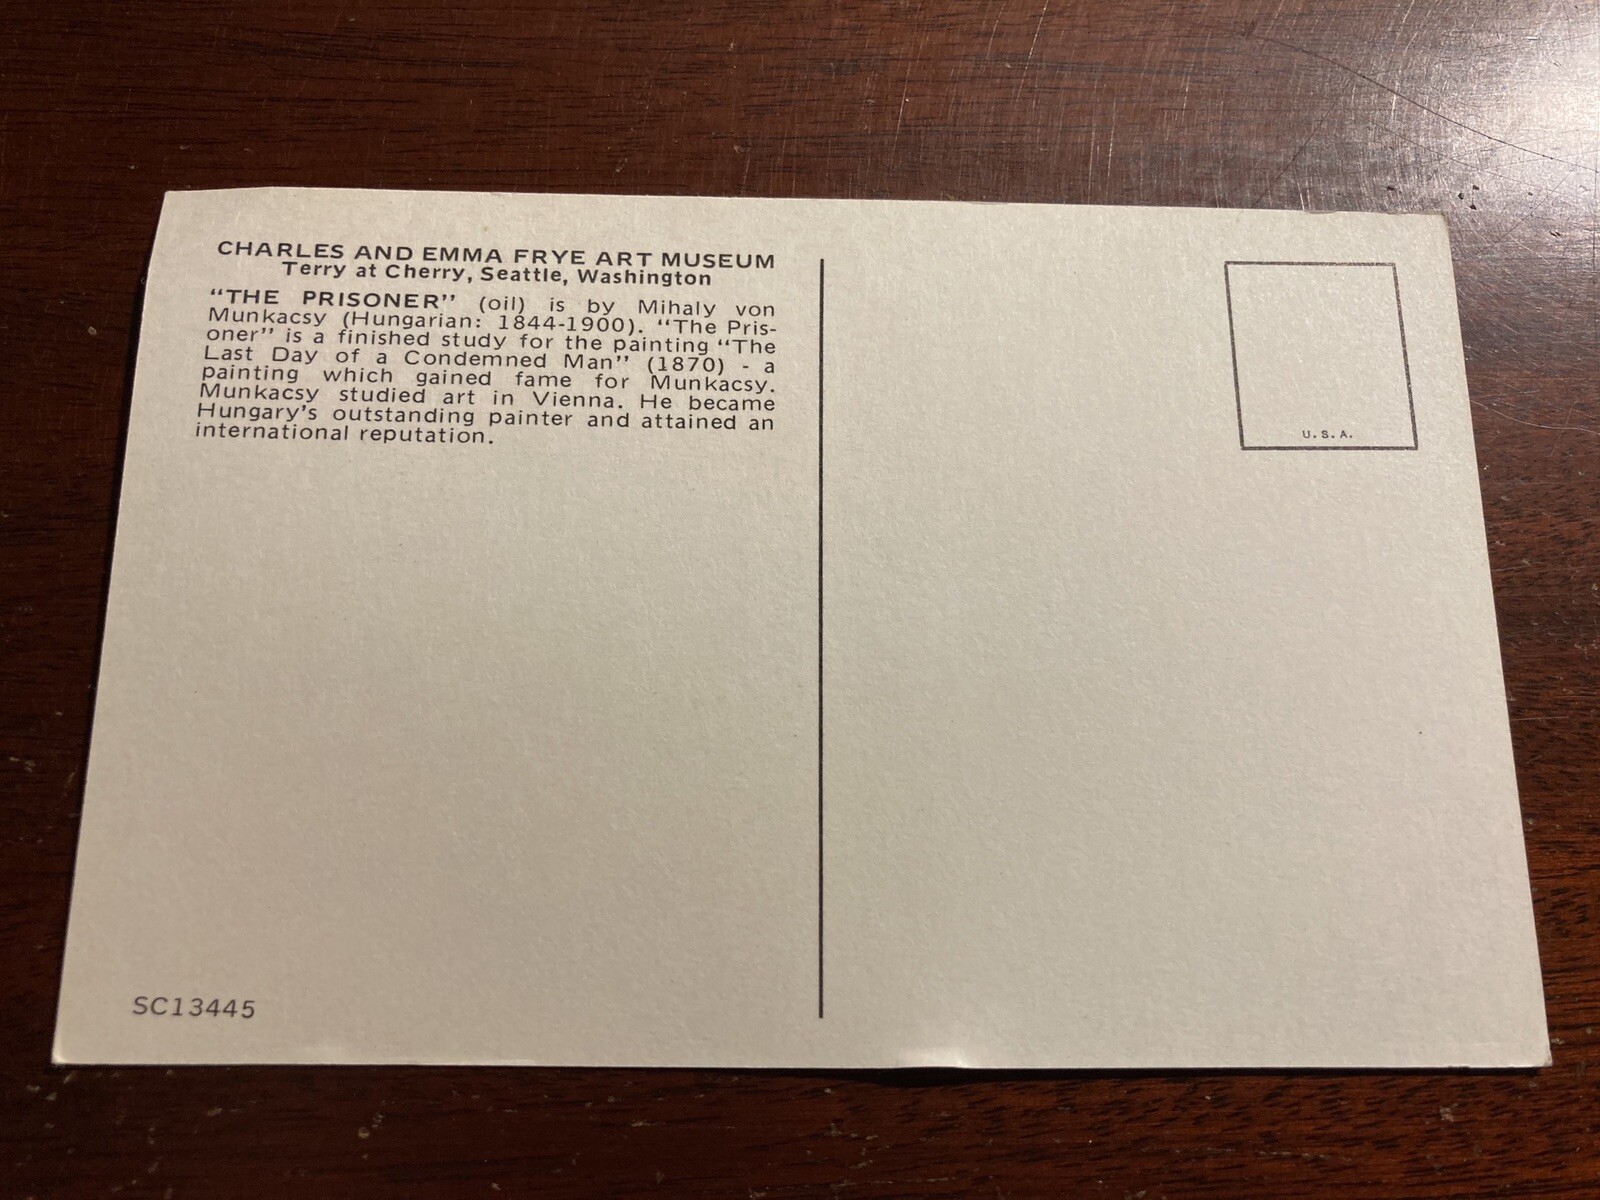 CHARLES AND EMMA FRYE ART MUSEUM
Terry at Cherry, Seattle, Washington
"THE PRISONER" (oil) is by Mihaly von
Munkacsy (Hungarian: 1844-1900). "The Pris-
oner" is a finished study for the painting "The
Last Day of a Condemned Man" (1870) - a
painting which gained fame for Munkacsy.
Munkacsy studied art in Vienna. He became
Hungary's outstanding painter and attained an
international reputation.
U.S.A.
SC13445